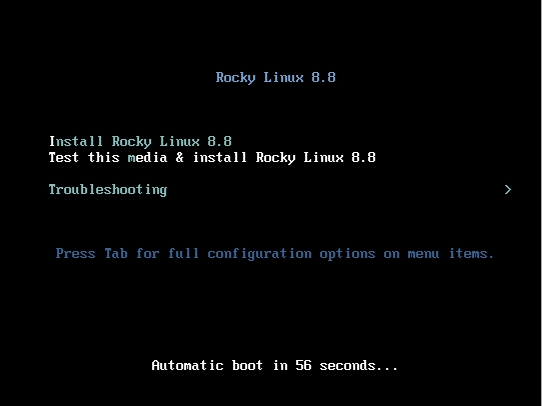 Rocky Linux 8.8
Install Rocky Linux 8.8
Test this media & install Rocky Linux 8.8
Troubleshooting >
Press Tab for full configuration options on menu items.
Automatic boot in 56 seconds...